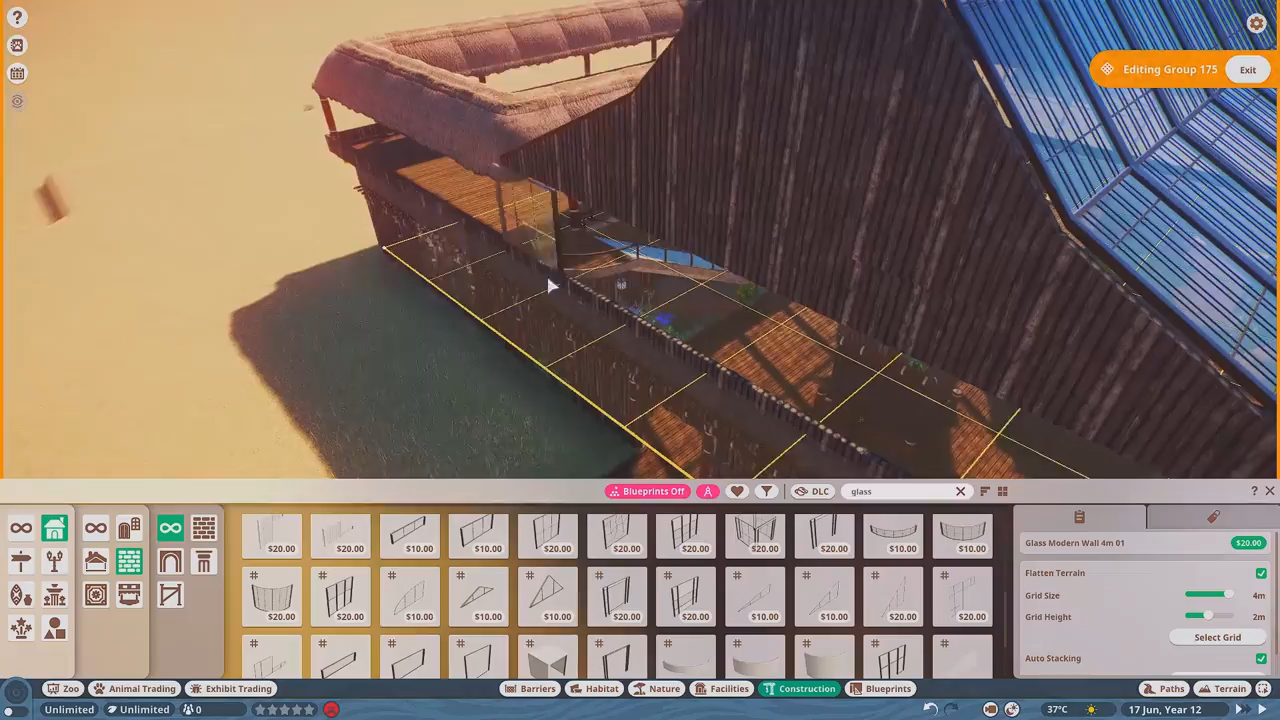 ?
Editing Group 175 Exit
Blueprints Off DLC glass ?
$20.00 $20.00 $10.00 $10.00 $20.00 $20.00 $20.00 $20.00 $20.00 $10.00 $10.00
$20.00 $20.00 $10.00 $10.00 $10.00 $20.00 $20.00 $10.00 $10.00 $20.00 $20.00
Glass Modern Wall 4m 01 $20.00
Flatten Terrain
Grid Size 4m
Grid Height 2m
Select Grid
Auto Stacking
Zoo Animal Trading Exhibit Trading Barriers Habitat Nature Facilities Construction Blueprints Paths Terrain
Unlimited Unlimited 0 37°C 17 Jun, Year 12